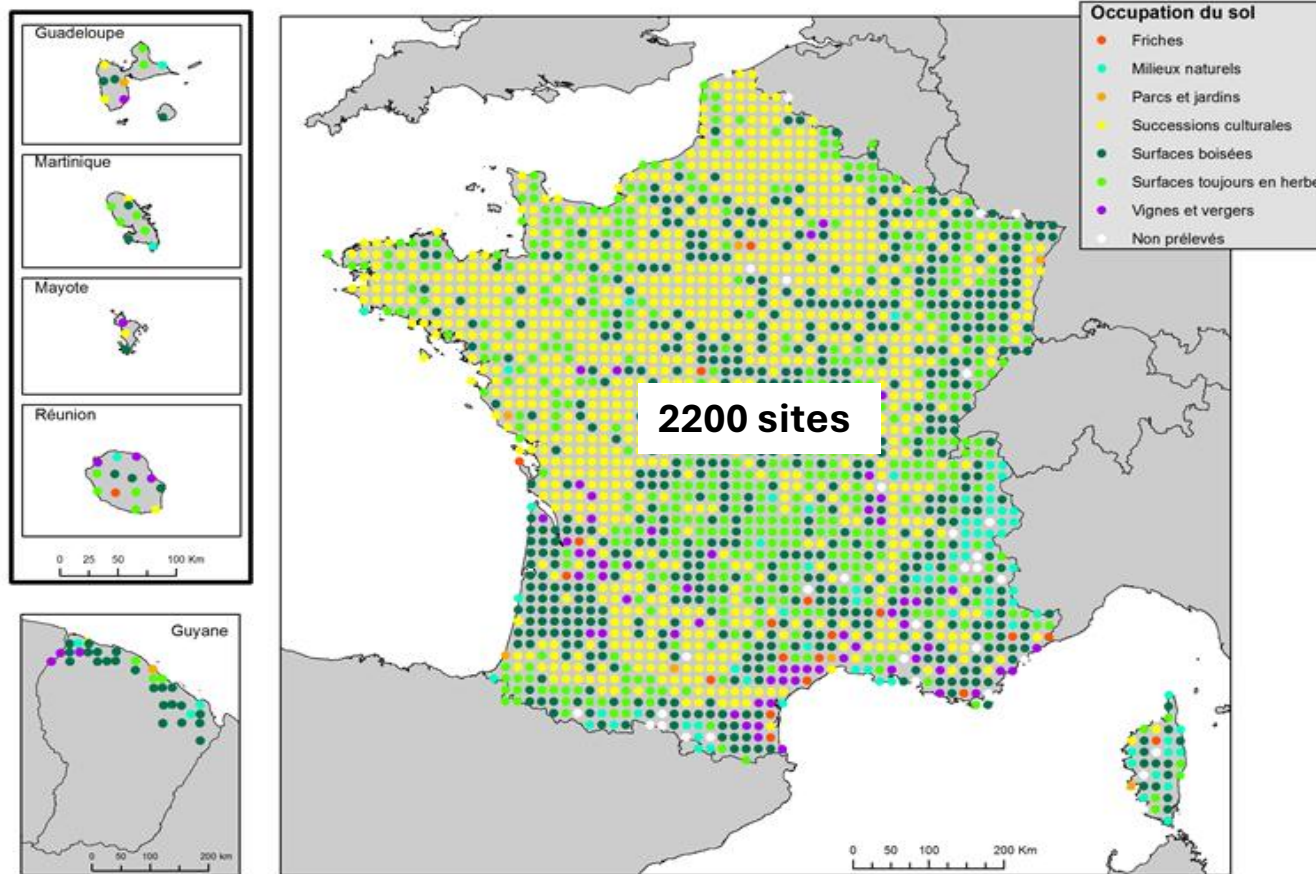 Guadeloupe
Martinique
Mayote
Réunion
0 25 50 100 Km
Guyane
0 50 100 200 km
2200 sites
0 50 100 200 Km
Occupation du sol
Friches
Milieux naturels
Parcs et jardins
Successions culturales
Surfaces boisées
Surfaces toujours en herbe
Vignes et vergers
Non prélevés